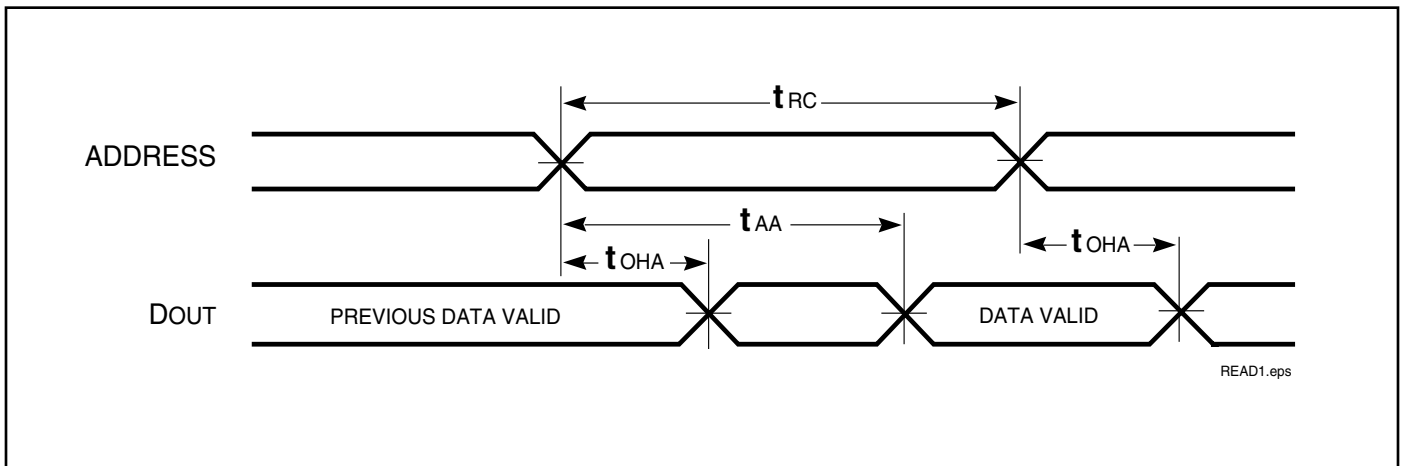 tRC
ADDRESS
tAA
tOHA
tOHA
DOUT
PREVIOUS DATA VALID
DATA VALID
READ1.eps